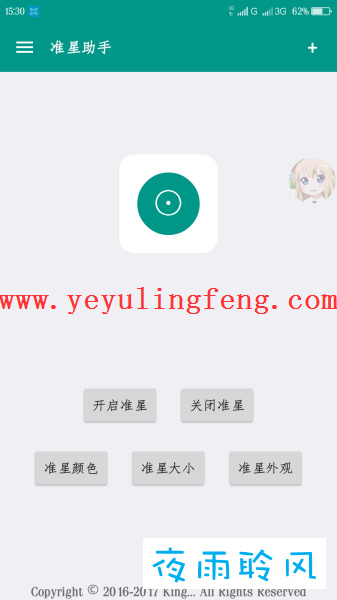 15:30 G 3G 62%
准星助手 +
www.yeyulingfeng.com
开启准星 关闭准星
准星颜色 准星大小 准星外观
夜雨聆风
Copyright © 2016-2017 King... All Rights Reserved